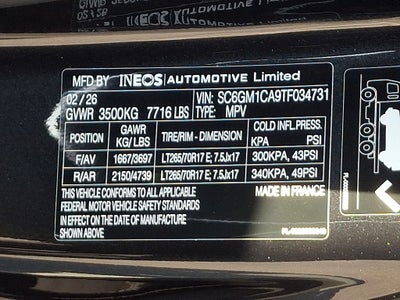 MFD BY INEOS AUTOMOTIVE Limited
02 / 26 VIN: SC6GM1CA9TF034731
GVWR 3500KG 7716 LBS TYPE: MPV
POSITION GAWR KG/ LBS TIRE/RIM - DIMENSION COLD INFL.PRESS. KPA PSI
F/AV 1667/3697 LT265/70R17 E; 7.5Jx17 300KPA, 43PSI
R/AR 2150/4739 LT265/70R17 E; 7.5Jx17 340KPA, 49PSI
THIS VEHICLE CONFORMS TO ALL APPLICABLE MADE IN FRANCE
FEDERAL MOTOR VEHICLE SAFETY STANDARDS
IN EFFECT ON THE DATE OF MANUFACTURE
SHOWN ABOVE